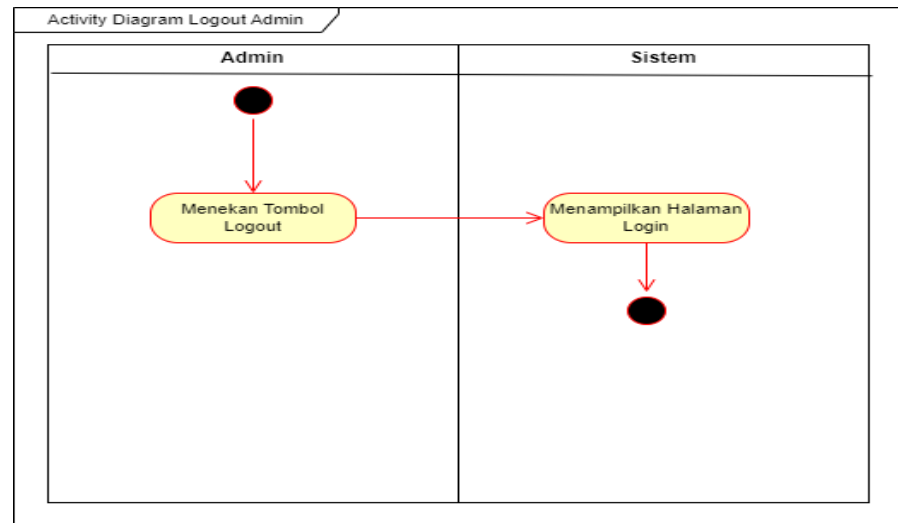 Activity Diagram Logout Admin
Admin
Sistem
Menekan Tombol
Logout
Menampilkan Halaman
Login